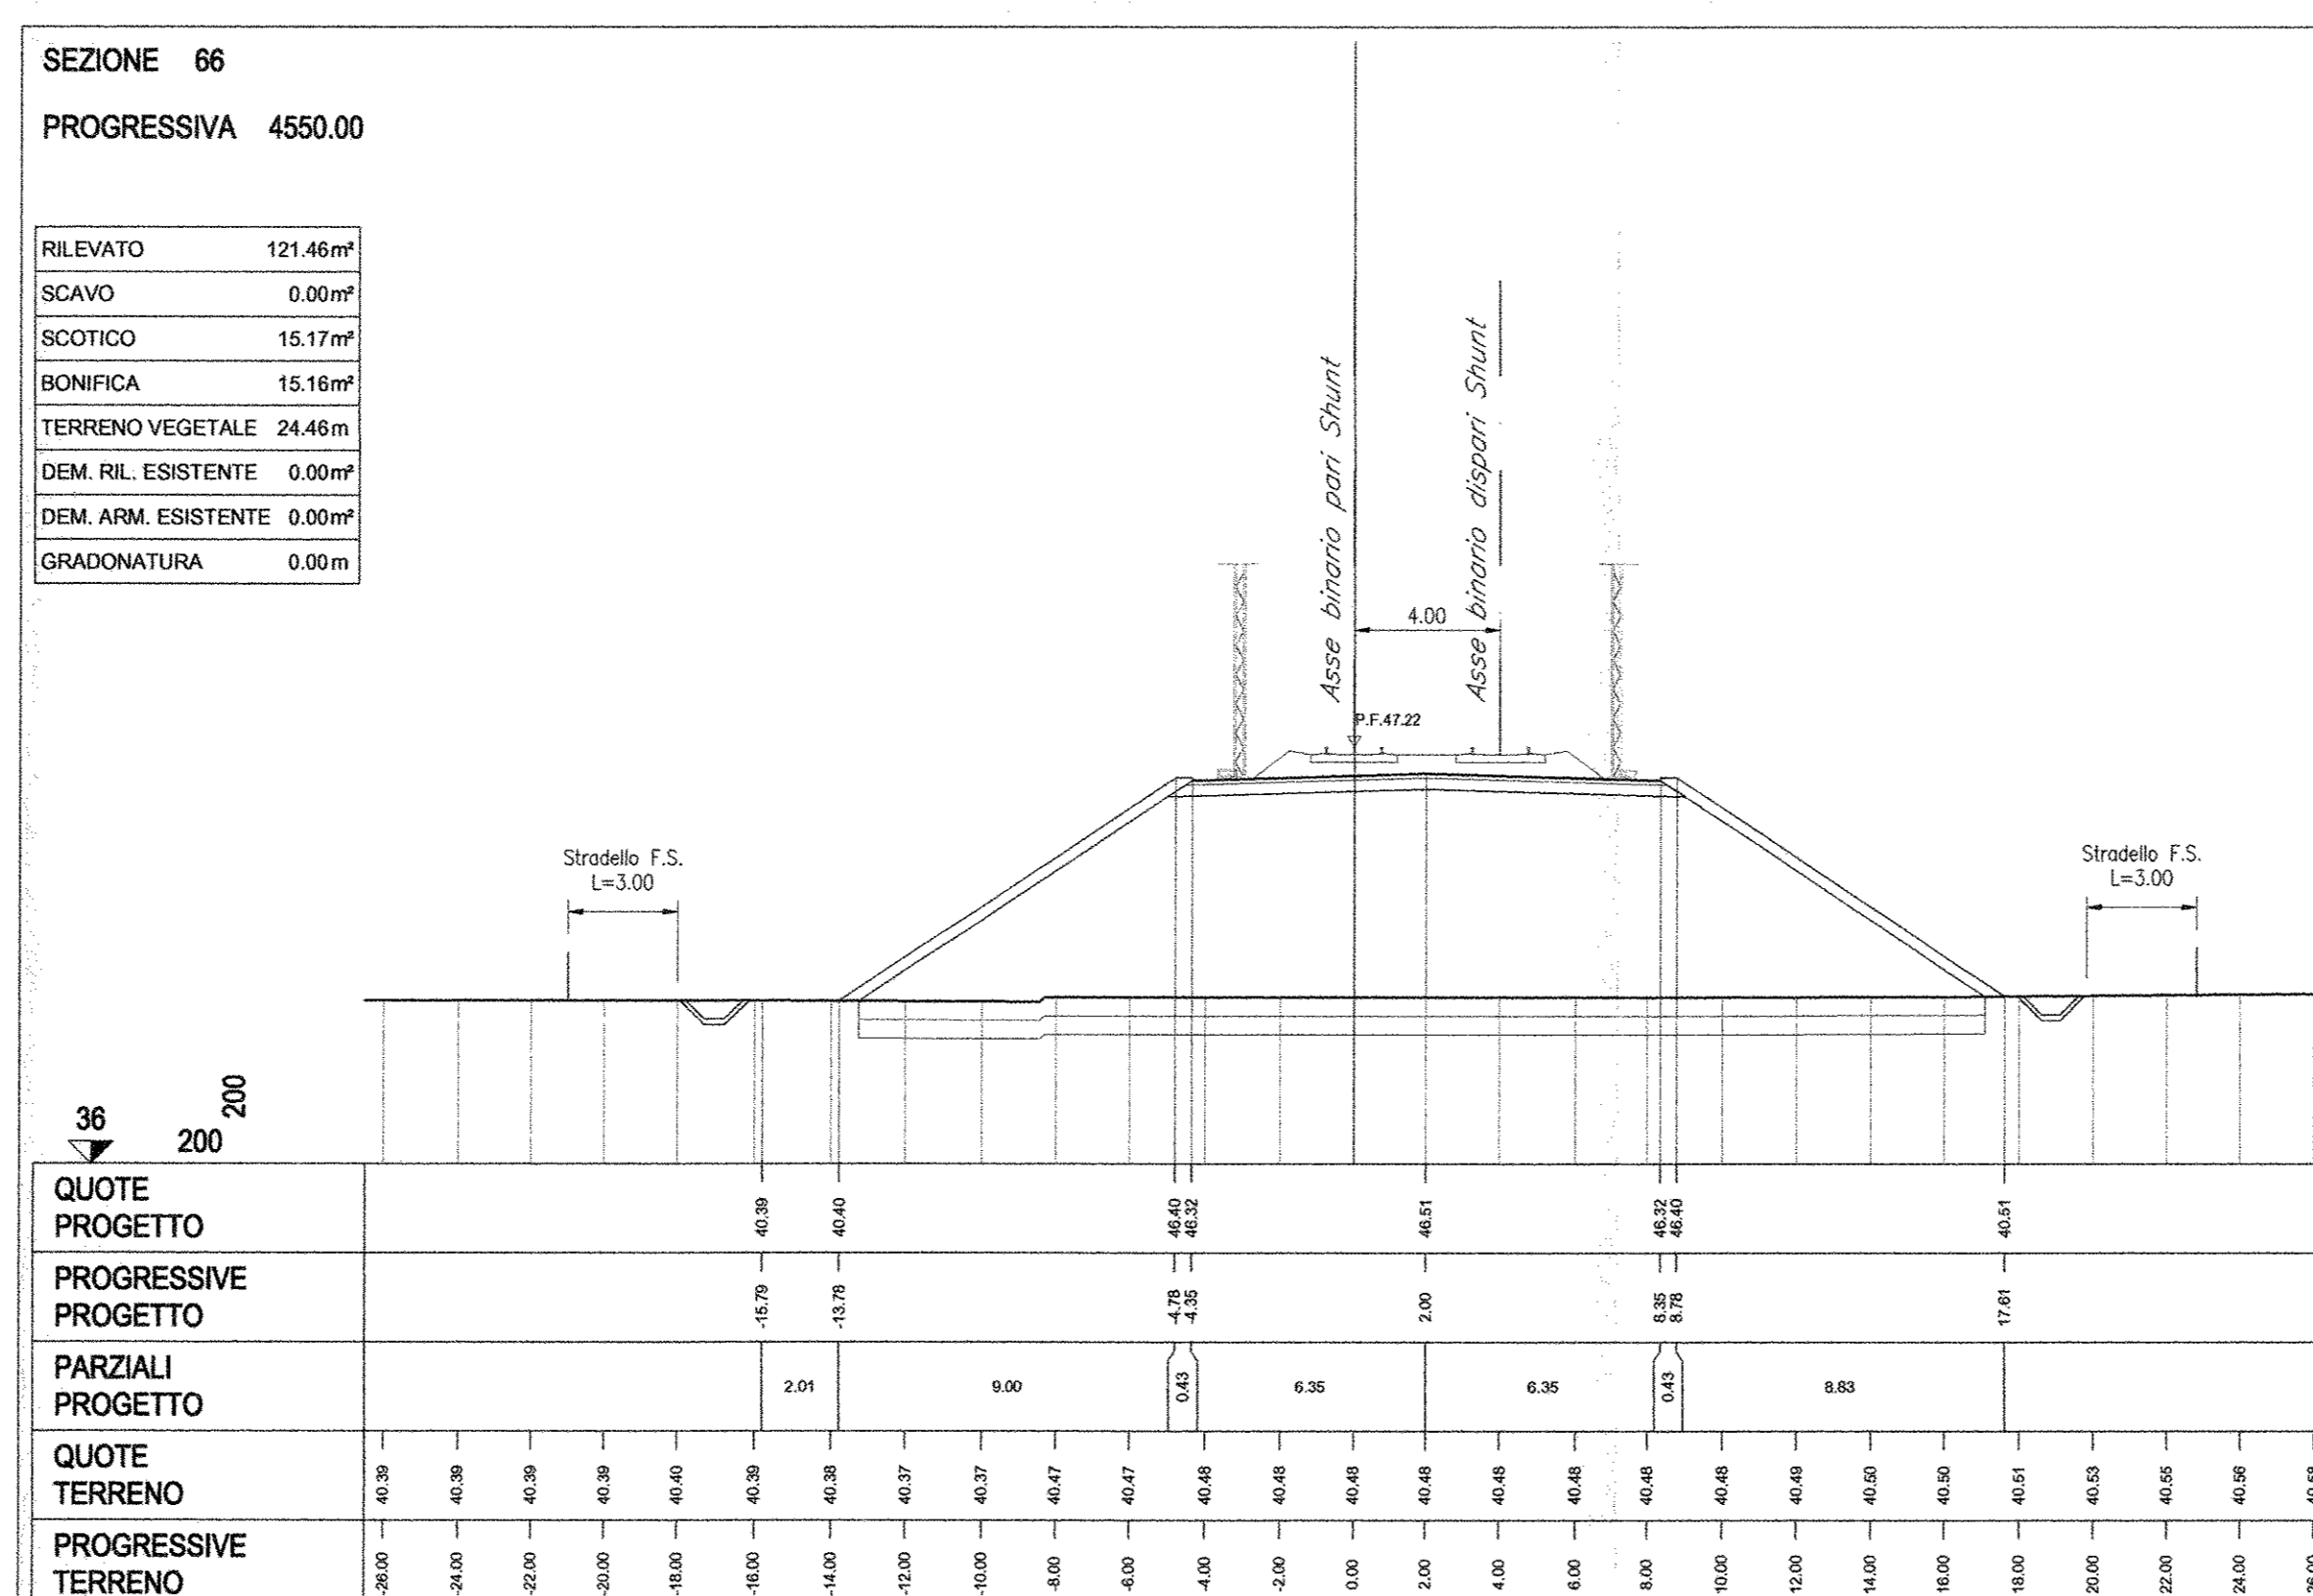 SEZIONE 66
PROGRESSIVA 4550.00
RILEVATO 121.46m²
SCAVO 0.00m²
SCOTICO 15.17m²
BONIFICA 15.16m²
TERRENO VEGETALE 24.46m
DEM. RIL. ESISTENTE 0.00m²
DEM. ARM. ESISTENTE 0.00m²
GRADONATURA 0.00m
Asse binario pari Shunt
Asse binario dispari Shunt
4.00
P.F.47.22
Stradello F.S.
L=3.00
Stradello F.S.
L=3.00
36
200
200
QUOTE
PROGETTO
40.39 40.40 46.40 46.32 46.51 46.32 46.40 40.51
PROGRESSIVE
PROGETTO
-15.79 -13.78 -4.78 -4.35 2.00 8.35 8.78 17.61
PARZIALI
PROGETTO
2.01 9.00 0.43 6.35 6.35 0.43 8.83
QUOTE
TERRENO
40.39 40.39 40.39 40.39 40.40 40.39 40.38 40.37 40.37 40.47 40.47 40.48 40.48 40.48 40.48 40.48 40.48 40.48 40.48 40.49 40.50 40.50 40.51 40.53 40.55 40.56
PROGRESSIVE
TERRENO
-26.00 -24.00 -22.00 -20.00 -18.00 -16.00 -14.00 -12.00 -10.00 -8.00 -6.00 -4.00 -2.00 0.00 2.00 4.00 6.00 8.00 10.00 12.00 14.00 16.00 18.00 20.00 22.00 24.00